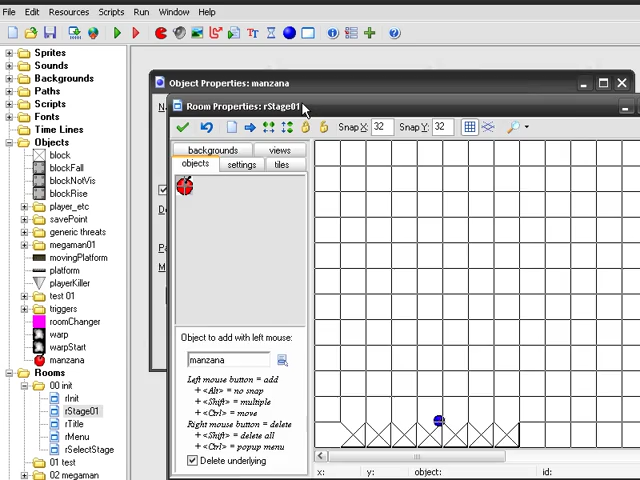 File Edit Resources Scripts Run Window Help
Sprites
Sounds
Backgrounds
Paths
Scripts
Fonts
Time Lines
Objects
block
blockFall
blockNotVis
blockRise
player_etc
savePoint
generic threats
megaman01
movingPlatform
platform
playerKiller
test 01
triggers
roomChanger
warp
warpStart
manzana
Rooms
00 init
rInit
rStage01
rTitle
rMenu
rSelectStage
01 test
02 megaman
Object Properties: manzana
Room Properties: rStage01
Snap X: 32 Snap Y: 32
backgrounds views
objects settings tiles
Object to add with left mouse:
manzana
Left mouse button = add
+ <Alt> = no snap
+ <Shift> = multiple
+ <Ctrl> = move
Right mouse button = delete
+ <Shift> = delete all
+ <Ctrl> = popup menu
Delete underlying
x: y: object: id: